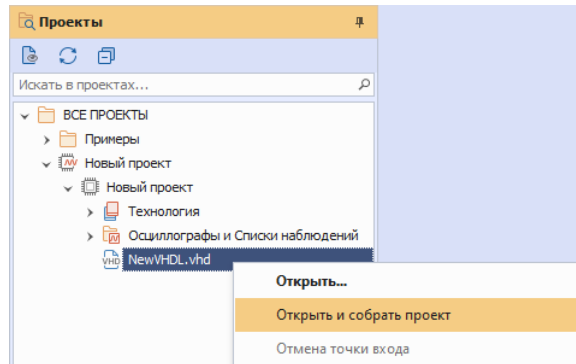 Проекты
Искать в проектах...
ВСЕ ПРОЕКТЫ
Примеры
Новый проект
Новый проект
Технология
Осциллографы и Списки наблюдений
VHD NewVHDL.vhd
Открыть...
Открыть и собрать проект
Отмена точки входа